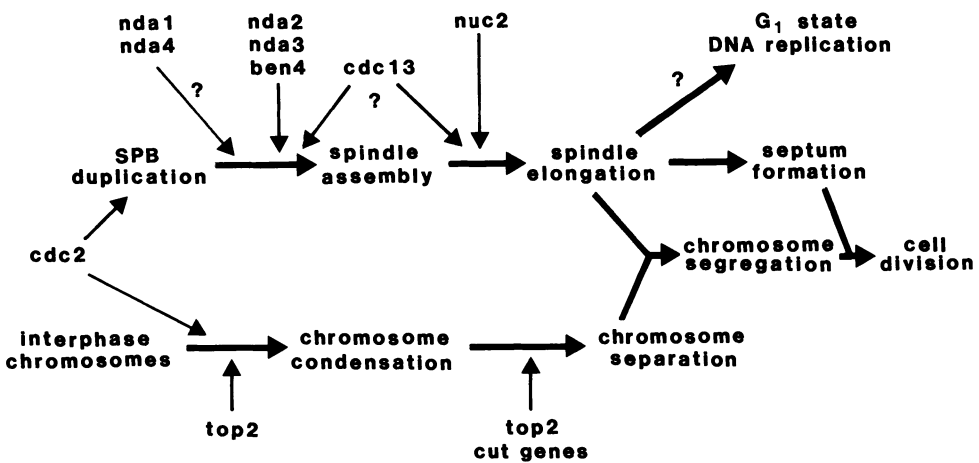 nda1
nda4
nda2
nda3
ben4
nuc2
G1 state
DNA replication
cdc13
?
?
?
SPB
duplication
spindle
assembly
spindle
elongation
septum
formation
cdc2
chromosome
segregation
cell
division
interphase
chromosomes
chromosome
condensation
chromosome
separation
top2
top2
cut genes